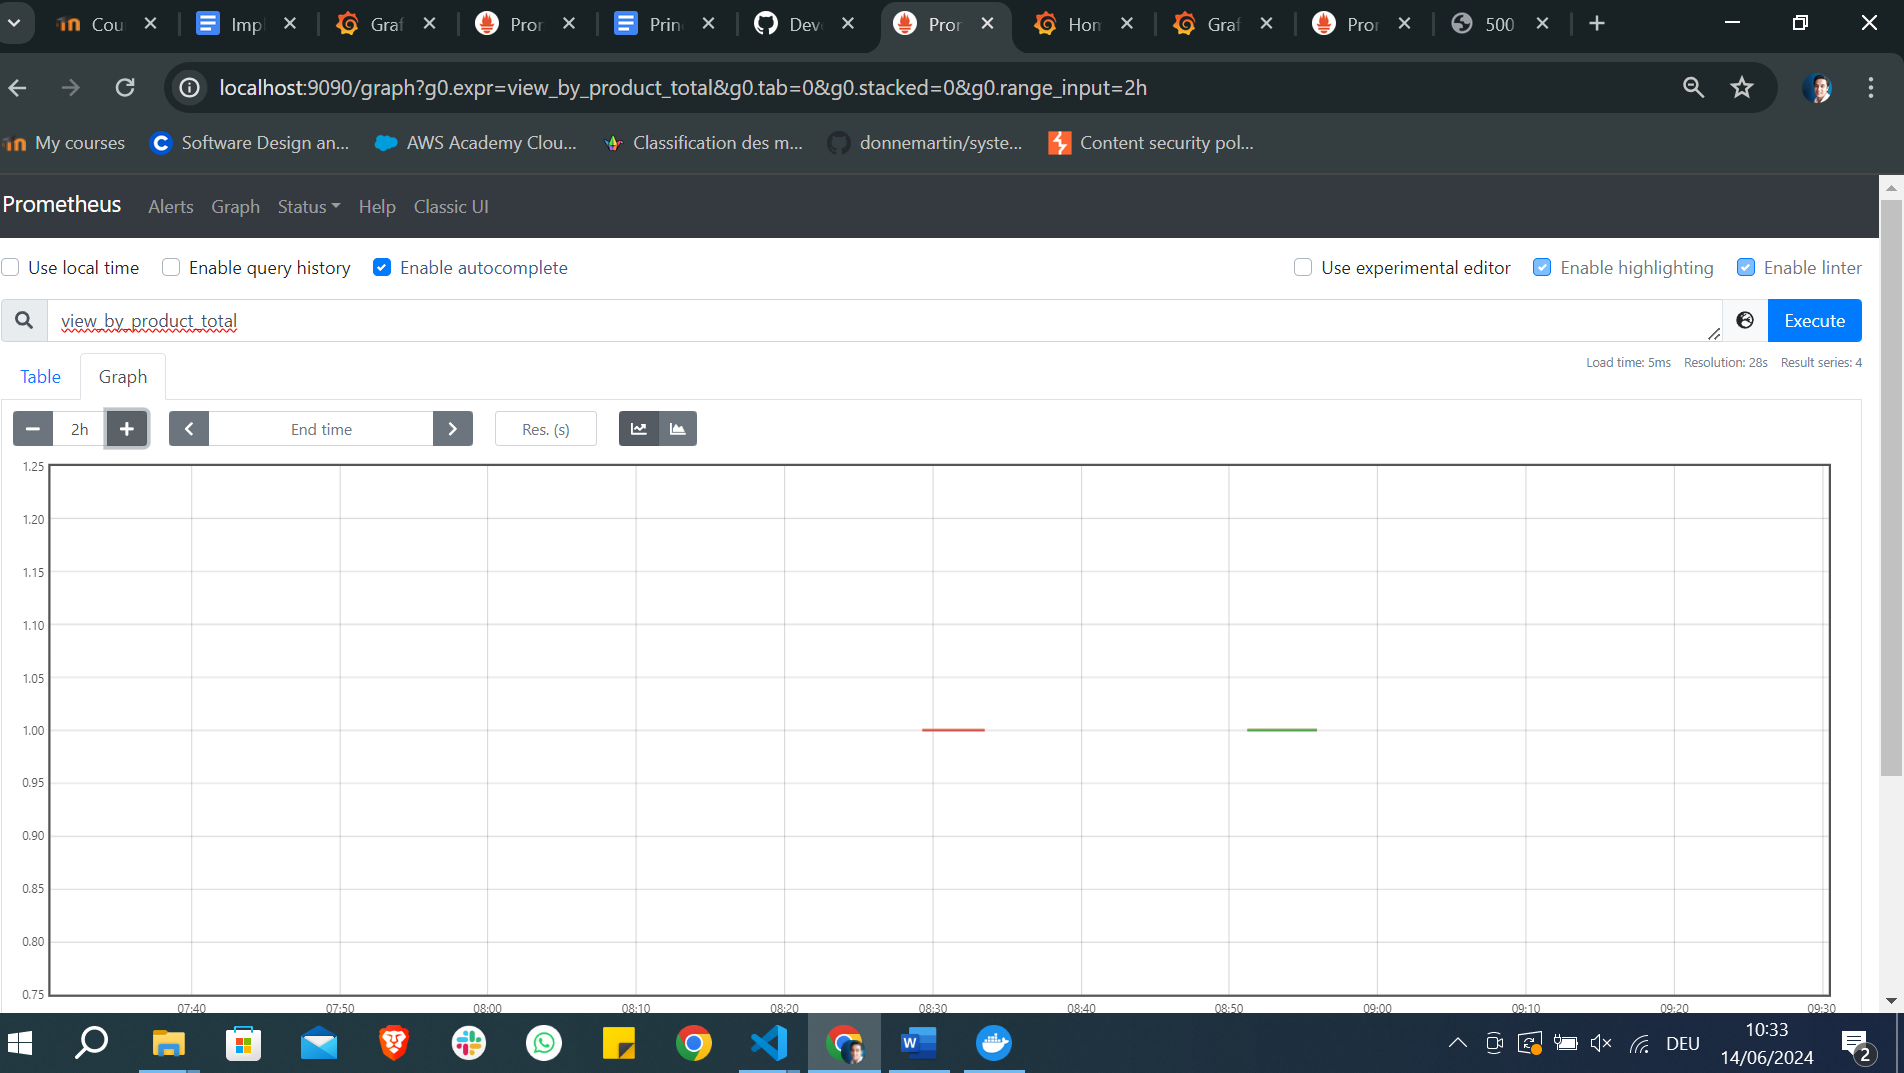 Cou
Imp
Graf
Pror
Prin
Deve
Pror
Hom
Graf
Pror
500
localhost:9090/graph?g0.expr=view_by_product_total&g0.tab=0&g0.stacked=0&g0.range_input=2h
My courses
Software Design an...
AWS Academy Clou...
Classification des m...
donnemartin/syste...
Content security pol...
Prometheus Alerts Graph Status Help Classic UI
Use local time Enable query history Enable autocomplete Use experimental editor Enable highlighting Enable linter
view_by_product_total Execute
Table Graph Load time: 5ms Resolution: 28s Result series: 4
2h End time Res. (s)
1.25
1.20
1.15
1.10
1.05
1.00
0.95
0.90
0.85
0.80
0.75
07:40 07:50 08:00 08:10 08:20 08:30 08:40 08:50 09:00 09:10 09:20 09:30
DEU
10:33
14/06/2024
2